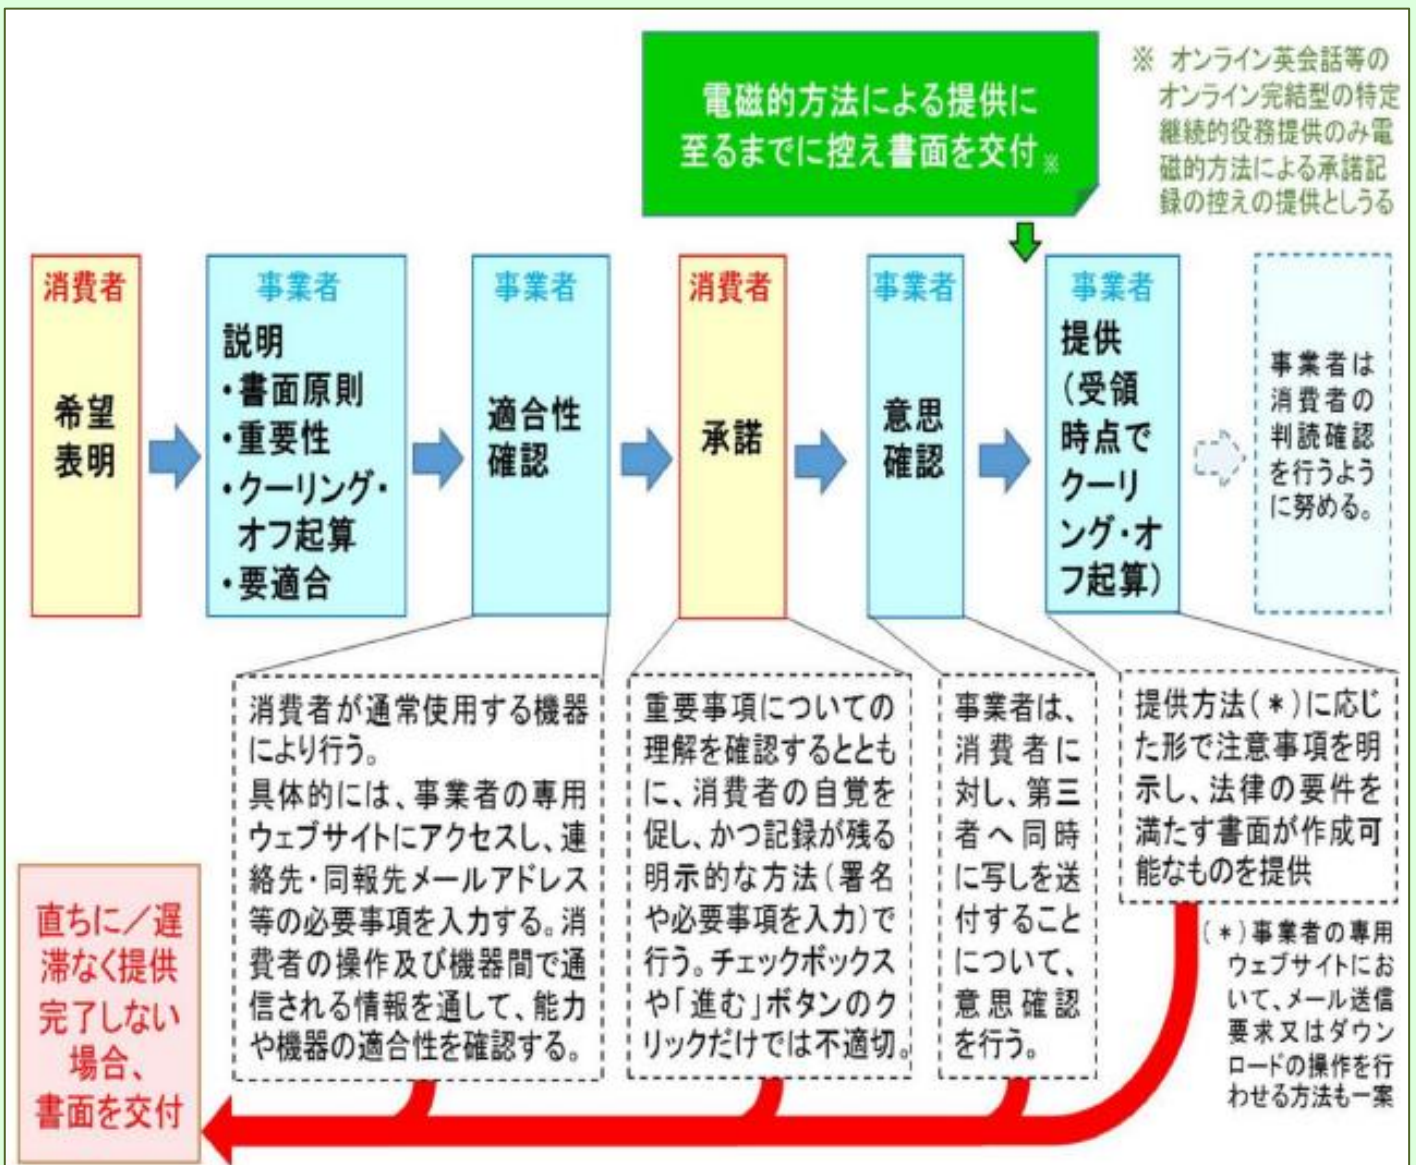 電磁的方法による提供に
至るまでに控え書面を交付※
※ オンライン英会話等の
オンライン完結型の特定
継続的役務提供のみ電
磁的方法による承諾記
録の控えの提供としうる
消費者
希望
表明
事業者
説明
・書面原則
・重要性
・クーリング・
オフ起算
・要適合
事業者
適合性
確認
消費者
承諾
事業者
意思
確認
事業者
提供
(受領
時点で
クーリ
ング・オ
フ起算)
事業者は
消費者の
判読確認
を行うよう
に努める。
消費者が通常使用する機器
により行う。
具体的には、事業者の専用
ウェブサイトにアクセスし、連
絡先・同報先メールアドレス
等の必要事項を入力する。消
費者の操作及び機器間で通
信される情報を通して、能力
や機器の適合性を確認する。
重要事項についての
理解を確認するととも
に、消費者の自覚を
促し、かつ記録が残る
明示的な方法(署名
や必要事項を入力)で
行う。チェックボックス
や「進む」ボタンのク
リックだけでは不適切。
事業者は、
消費者に
対し、第三
者へ同時
に写しを送
付すること
について、
意思確認
を行う。
提供方法(*)に応じ
た形で注意事項を明
示し、法律の要件を
満たす書面が作成可
能なものを提供
(*)事業者の専用
ウェブサイトにお
いて、メール送信
要求又はダウン
ロードの操作を行
わせる方法も一案
直ちに/遅
滞なく提供
完了しない
場合、
書面を交付